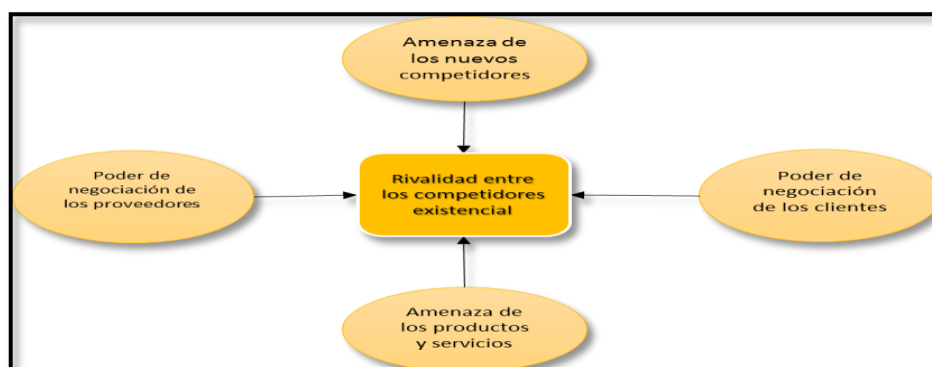 Amenaza de
los nuevos
competidores
Poder de
negociación de
los proveedores
Rivalidad entre
los competidores
existencial
Poder de
negociación
de los clientes
Amenaza de
los productos
y servicios